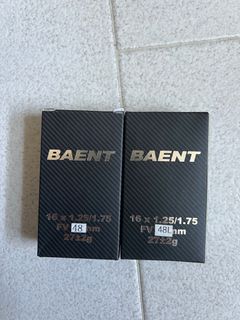 BAENT
16 x 1.25/1.75
FV 48 mm
27±2g
BAENT
16 x 1.25/1.75
FV 48L mm
27±2g